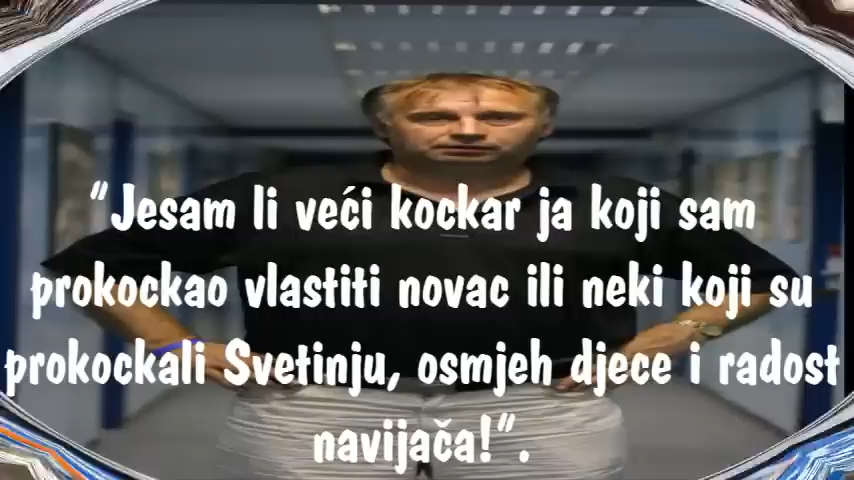 "Jesam li veći kockar ja koji sam
prokockao vlastiti novac ili neki koji su
prokockali Svetinju, osmjeh djece i radost
navijača!".